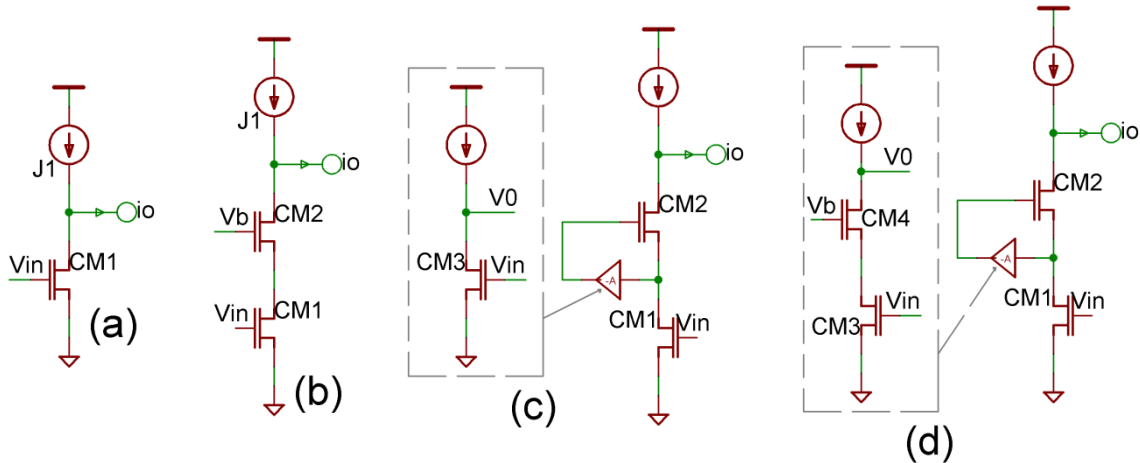 J1
io
Vin
CM1
(a)
J1
io
Vb
CM2
Vin
CM1
(b)
V0
CM3
Vin
io
CM2
-A
CM1
Vin
(c)
V0
Vb
CM4
Vin
CM3
io
CM2
-A
CM1
Vin
(d)